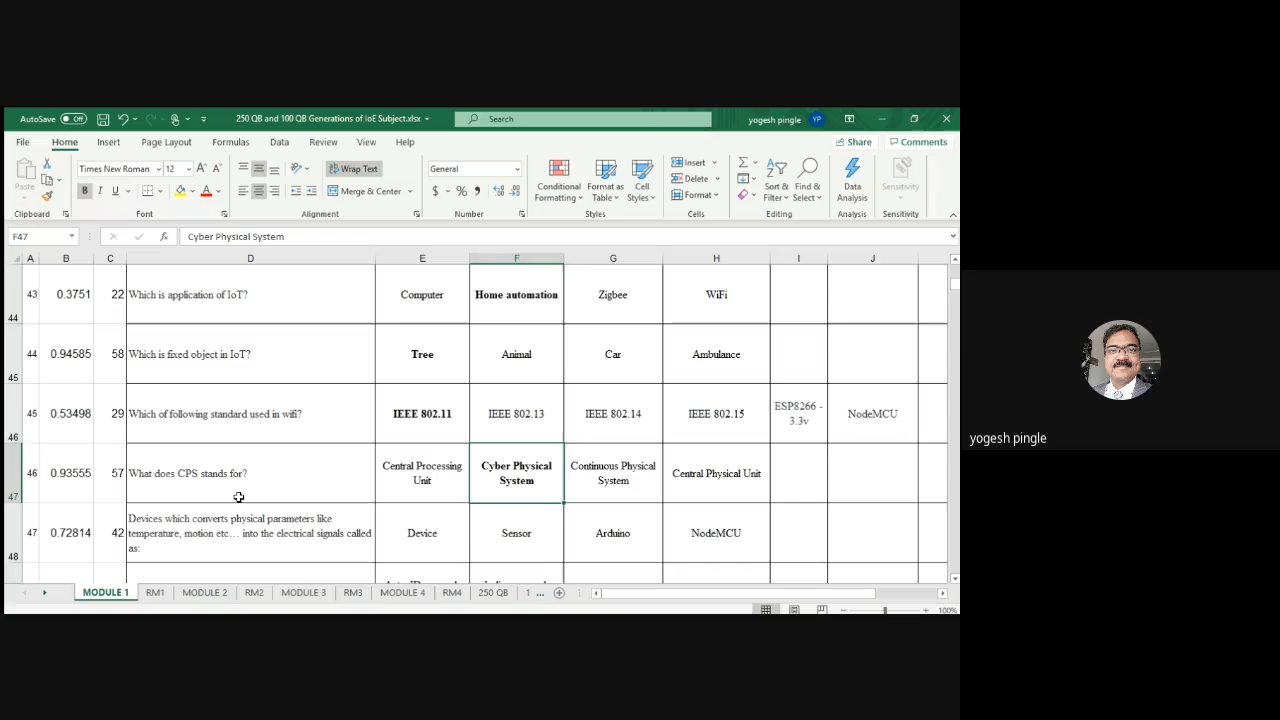 AutoSave Off 250 QB and 100 QB Generations of IoE Subject.xlsx Search yogesh pingle YP
File Home Insert Page Layout Formulas Data Review View Help Share Comments
Paste Times New Roman 12 A A Wrap Text General Conditional Formatting Format as Table Cell Styles Insert Delete Format Sort & Filter Find & Select Data Analysis Sensitivity
B I U A Merge & Center $ % ,
Clipboard Font Alignment Number Styles Cells Editing Analysis Sensitivity
F47 fx Cyber Physical System
A B C D E F G H I J
44 43 0.3751 22 Which is application of IoT? Computer Home automation Zigbee WiFi
45 44 0.94585 58 Which is fixed object in IoT? Tree Animal Car Ambulance
46 45 0.53498 29 Which of following standard used in wifi? IEEE 802.11 IEEE 802.13 IEEE 802.14 IEEE 802.15 ESP8266 - 3.3v NodeMCU
47 46 0.93555 57 What does CPS stands for? Central Processing Unit Cyber Physical System Continuous Physical System Central Physical Unit
48 47 0.72814 42 Devices which converts physical parameters like temperature, motion etc… into the electrical signals called as: Device Sensor Arduino NodeMCU
MODULE 1 RM1 MODULE 2 RM2 MODULE 3 RM3 MODULE 4 RM4 250 QB 1 ...
100%
yogesh pingle